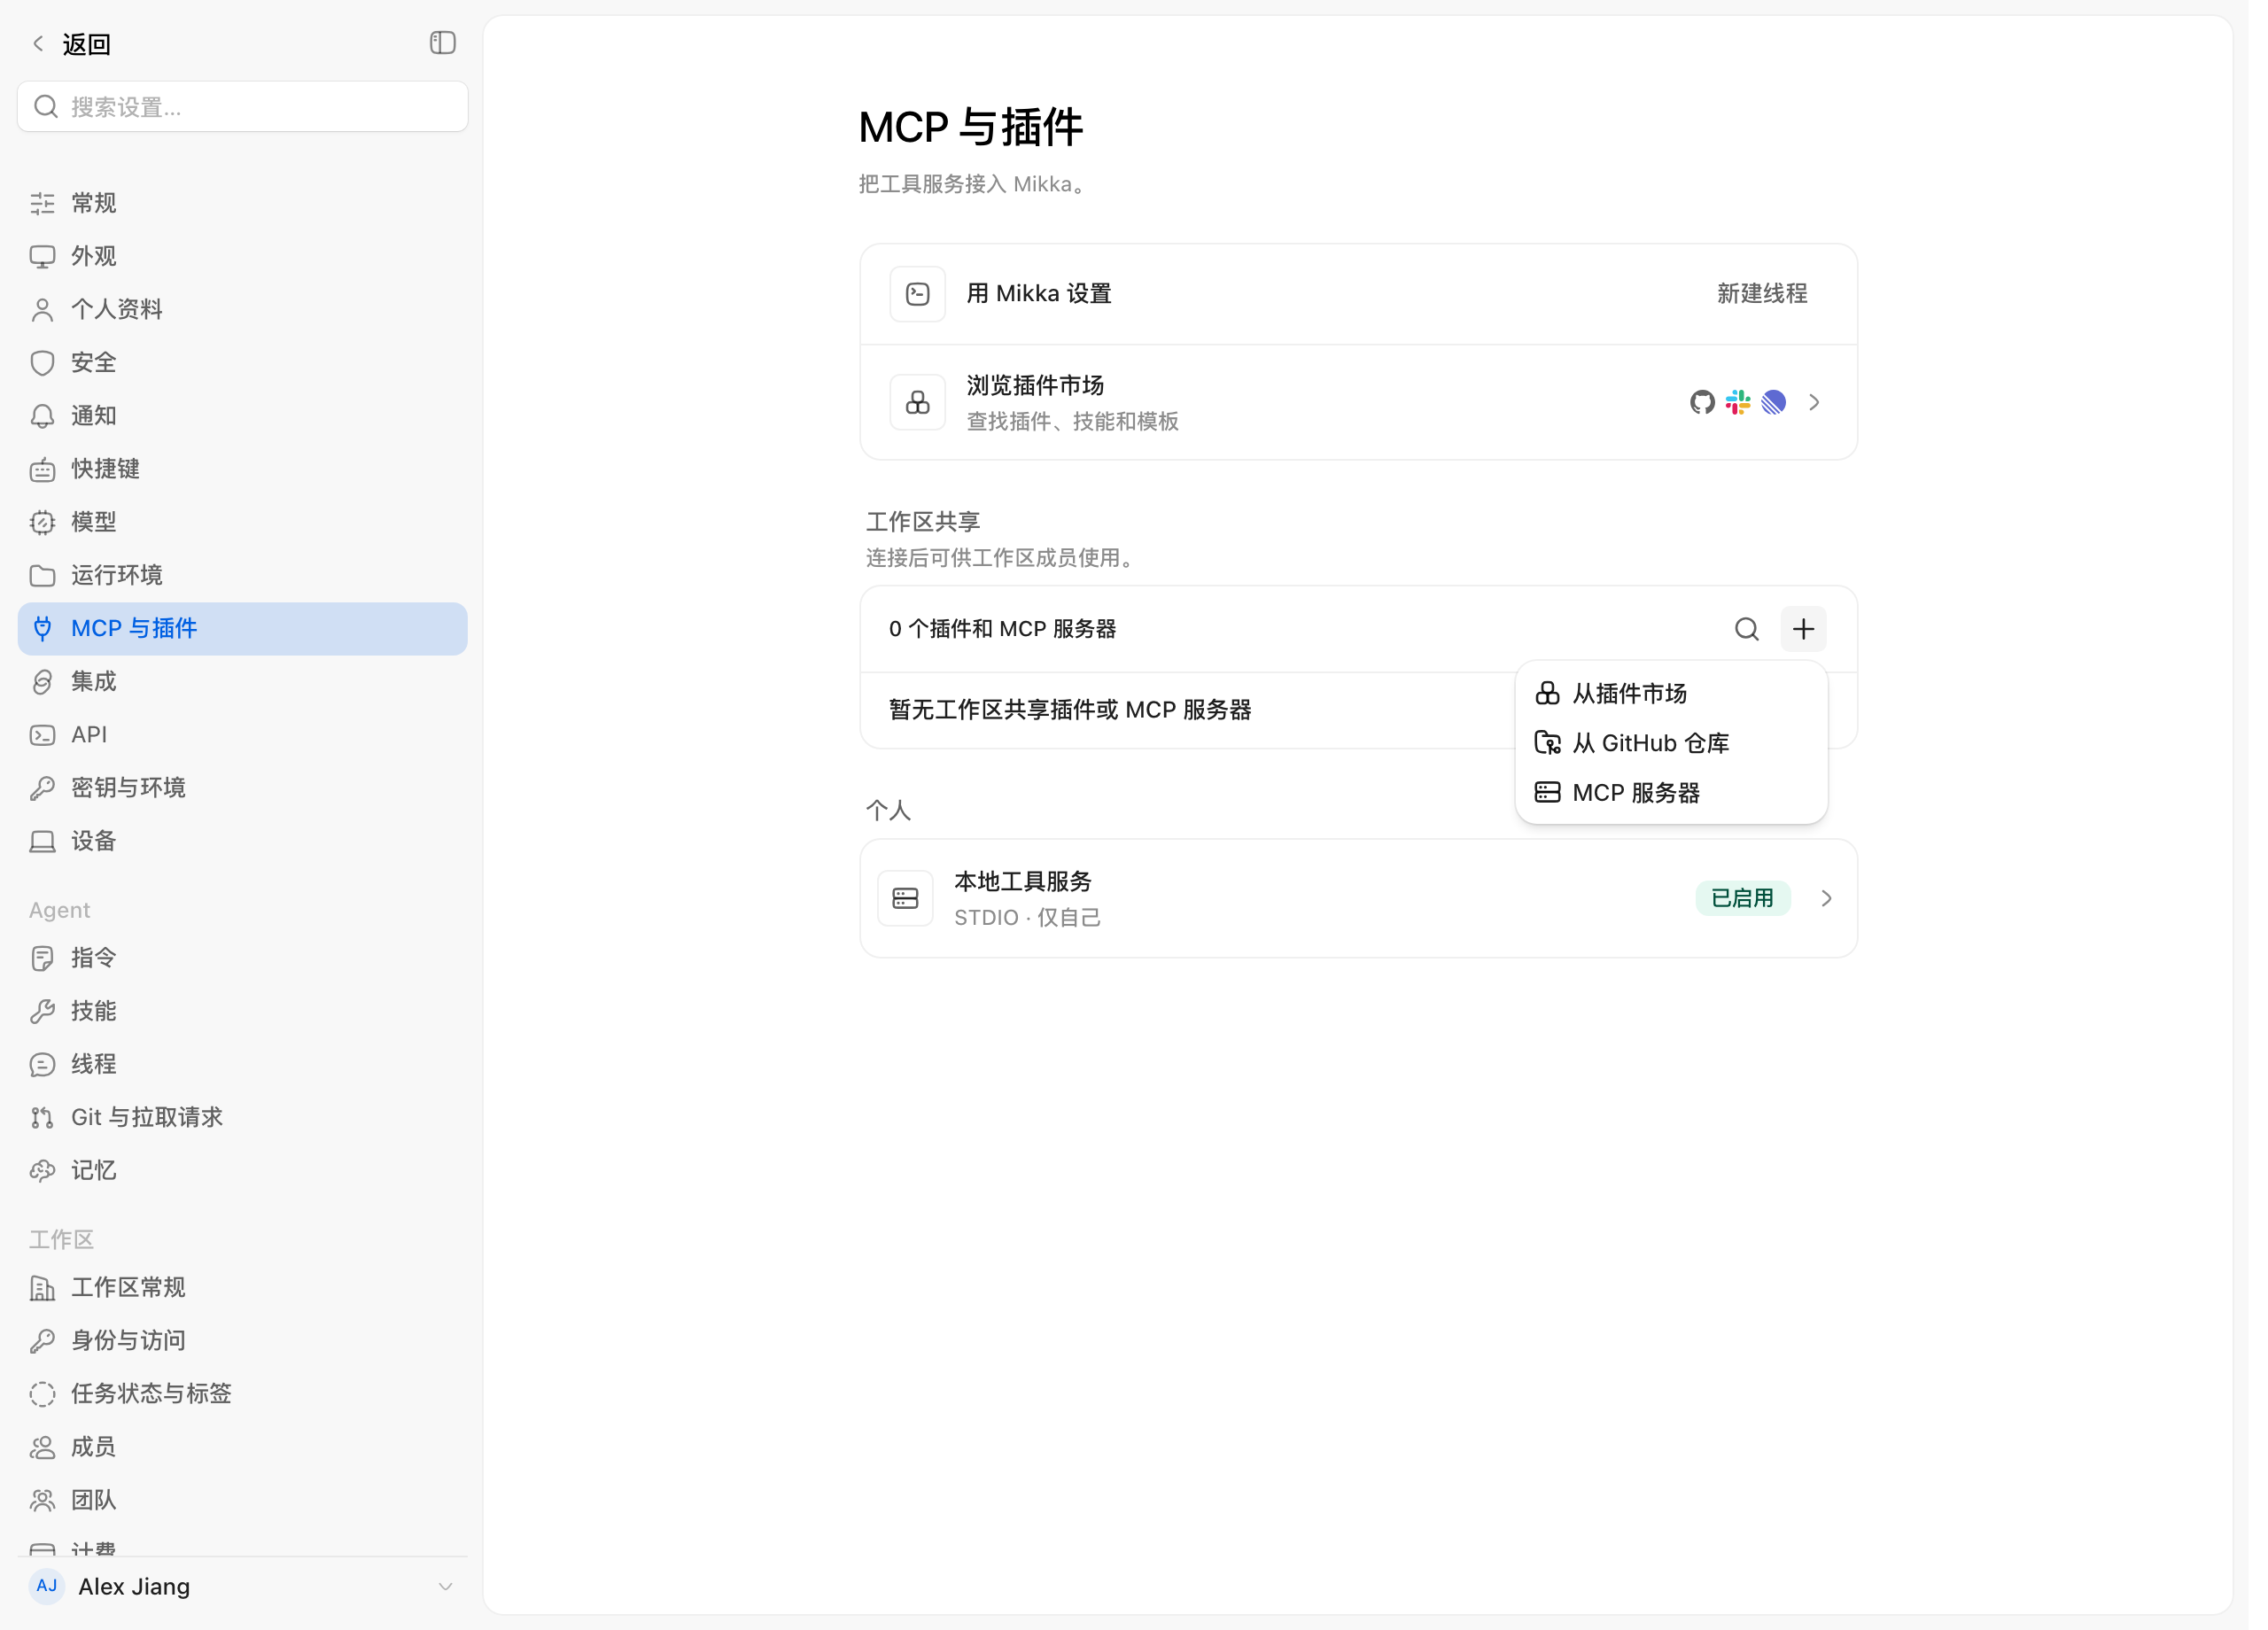 返回
搜索设置...
常规
外观
个人资料
安全
通知
快捷键
模型
运行环境
MCP 与插件
集成
API
密钥与环境
设备
Agent
指令
技能
线程
Git 与拉取请求
记忆
工作区
工作区常规
身份与访问
任务状态与标签
成员
团队
计费
AJ Alex Jiang
MCP 与插件
把工具服务接入 Mikka。
用 Mikka 设置
新建线程
浏览插件市场
查找插件、技能和模板
工作区共享
连接后可供工作区成员使用。
0 个插件和 MCP 服务器
暂无工作区共享插件或 MCP 服务器
从插件市场
从 GitHub 仓库
MCP 服务器
个人
本地工具服务
STDIO · 仅自己
已启用